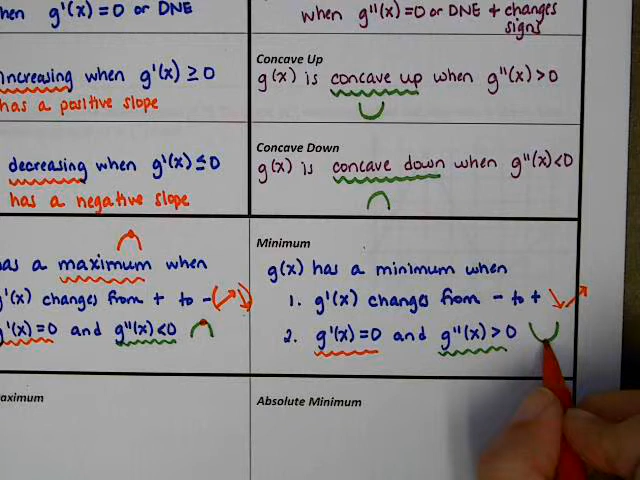 hen g'(x) = 0 or DNE
when g"(x) = 0 or DNE + changes
signs
increasing when g'(x) ≥ 0
has a positive slope
Concave Up
g(x) is concave up when g"(x) > 0
decreasing when g'(x) ≤ 0
has a negative slope
Concave Down
g(x) is concave down when g"(x) < 0
as a maximum when
g'(x) changes from + to -
g'(x) = 0 and g"(x) < 0
Minimum
g(x) has a minimum when
1. g'(x) changes from - to +
2. g'(x) = 0 and g"(x) > 0
aximum
Absolute Minimum